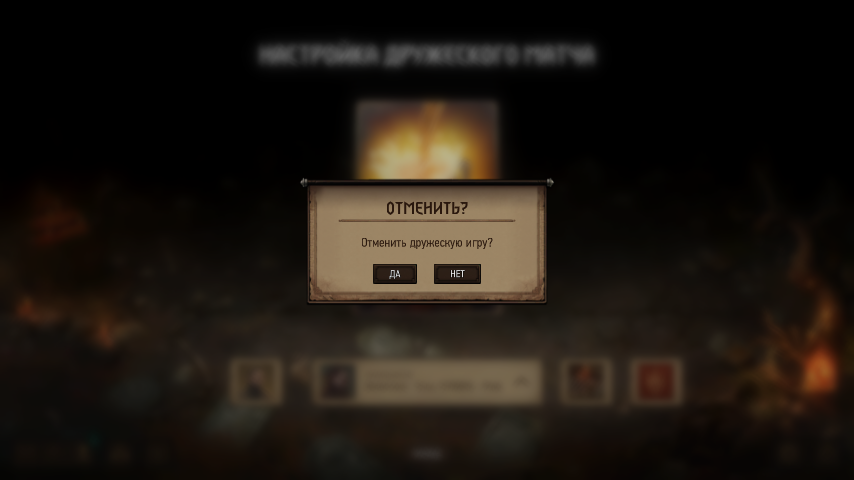 НАСТРОЙКА ДРУЖЕСКОГО МАТЧА
ОТМЕНИТЬ?
Отменить дружескую игру?
ДА
НЕТ